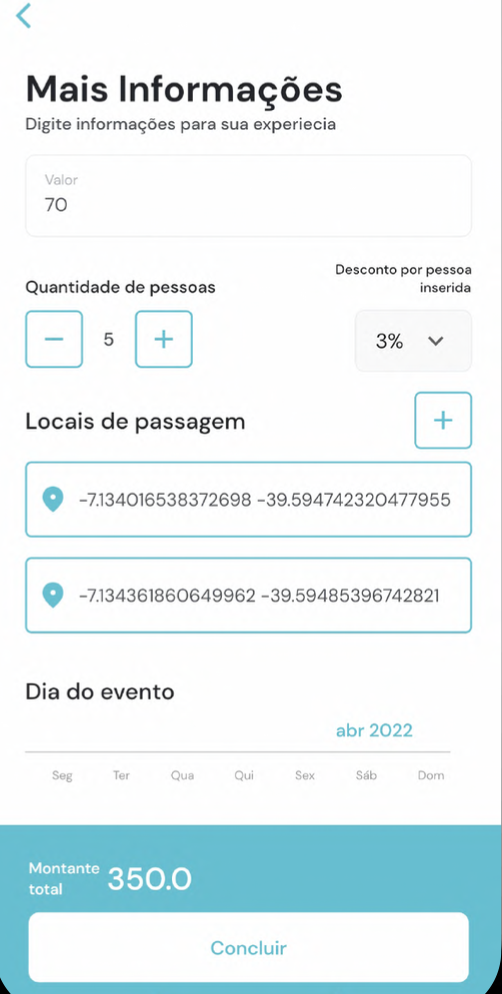 Mais Informações
Digite informações para sua experiecia
Valor
70
Quantidade de pessoas
Desconto por pessoa
inserida
5
3%
Locais de passagem
-7.134016538372698 -39.594742320477955
-7.134361860649962 -39.59485396742821
Dia do evento
abr 2022
Seg Ter Qua Qui Sex Sáb Dom
Montante
total
350.0
Concluir